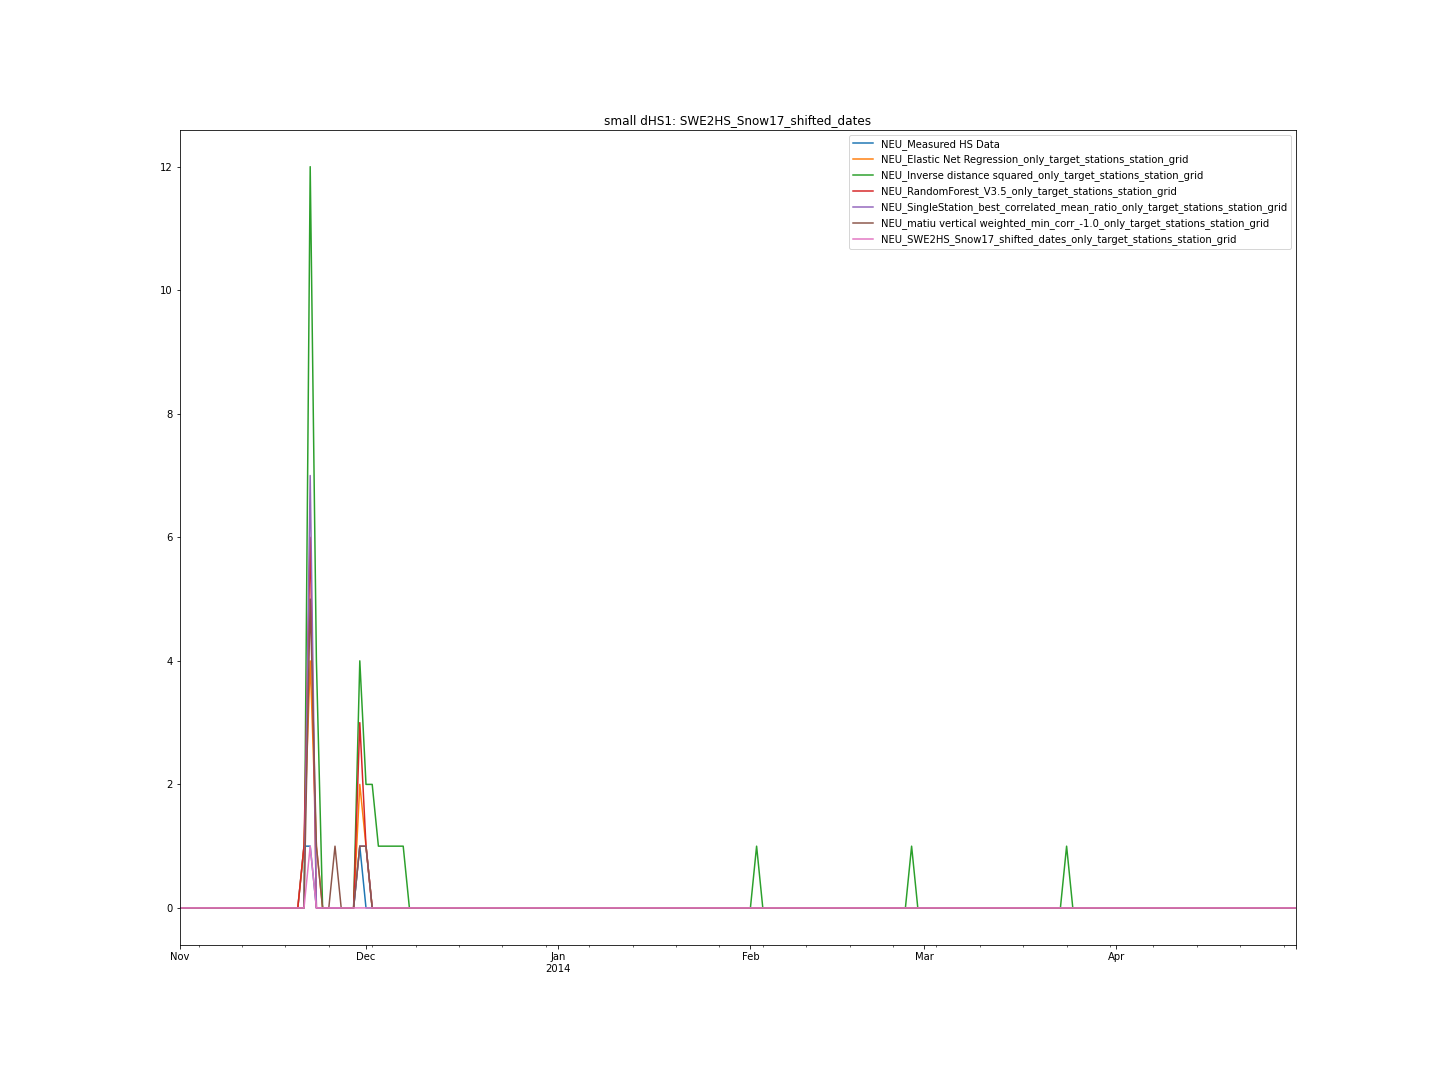 small dHS1: SWE2HS_Snow17_shifted_dates
NEU_Measured HS Data
NEU_Elastic Net Regression_only_target_stations_station_grid
NEU_Inverse distance squared_only_target_stations_station_grid
NEU_RandomForest_V3.5_only_target_stations_station_grid
NEU_SingleStation_best_correlated_mean_ratio_only_target_stations_station_grid
NEU_matiu vertical weighted_min_corr_-1.0_only_target_stations_station_grid
NEU_SWE2HS_Snow17_shifted_dates_only_target_stations_station_grid
12
10
8
6
4
2
0
Nov Dec Jan Feb Mar Apr
2014